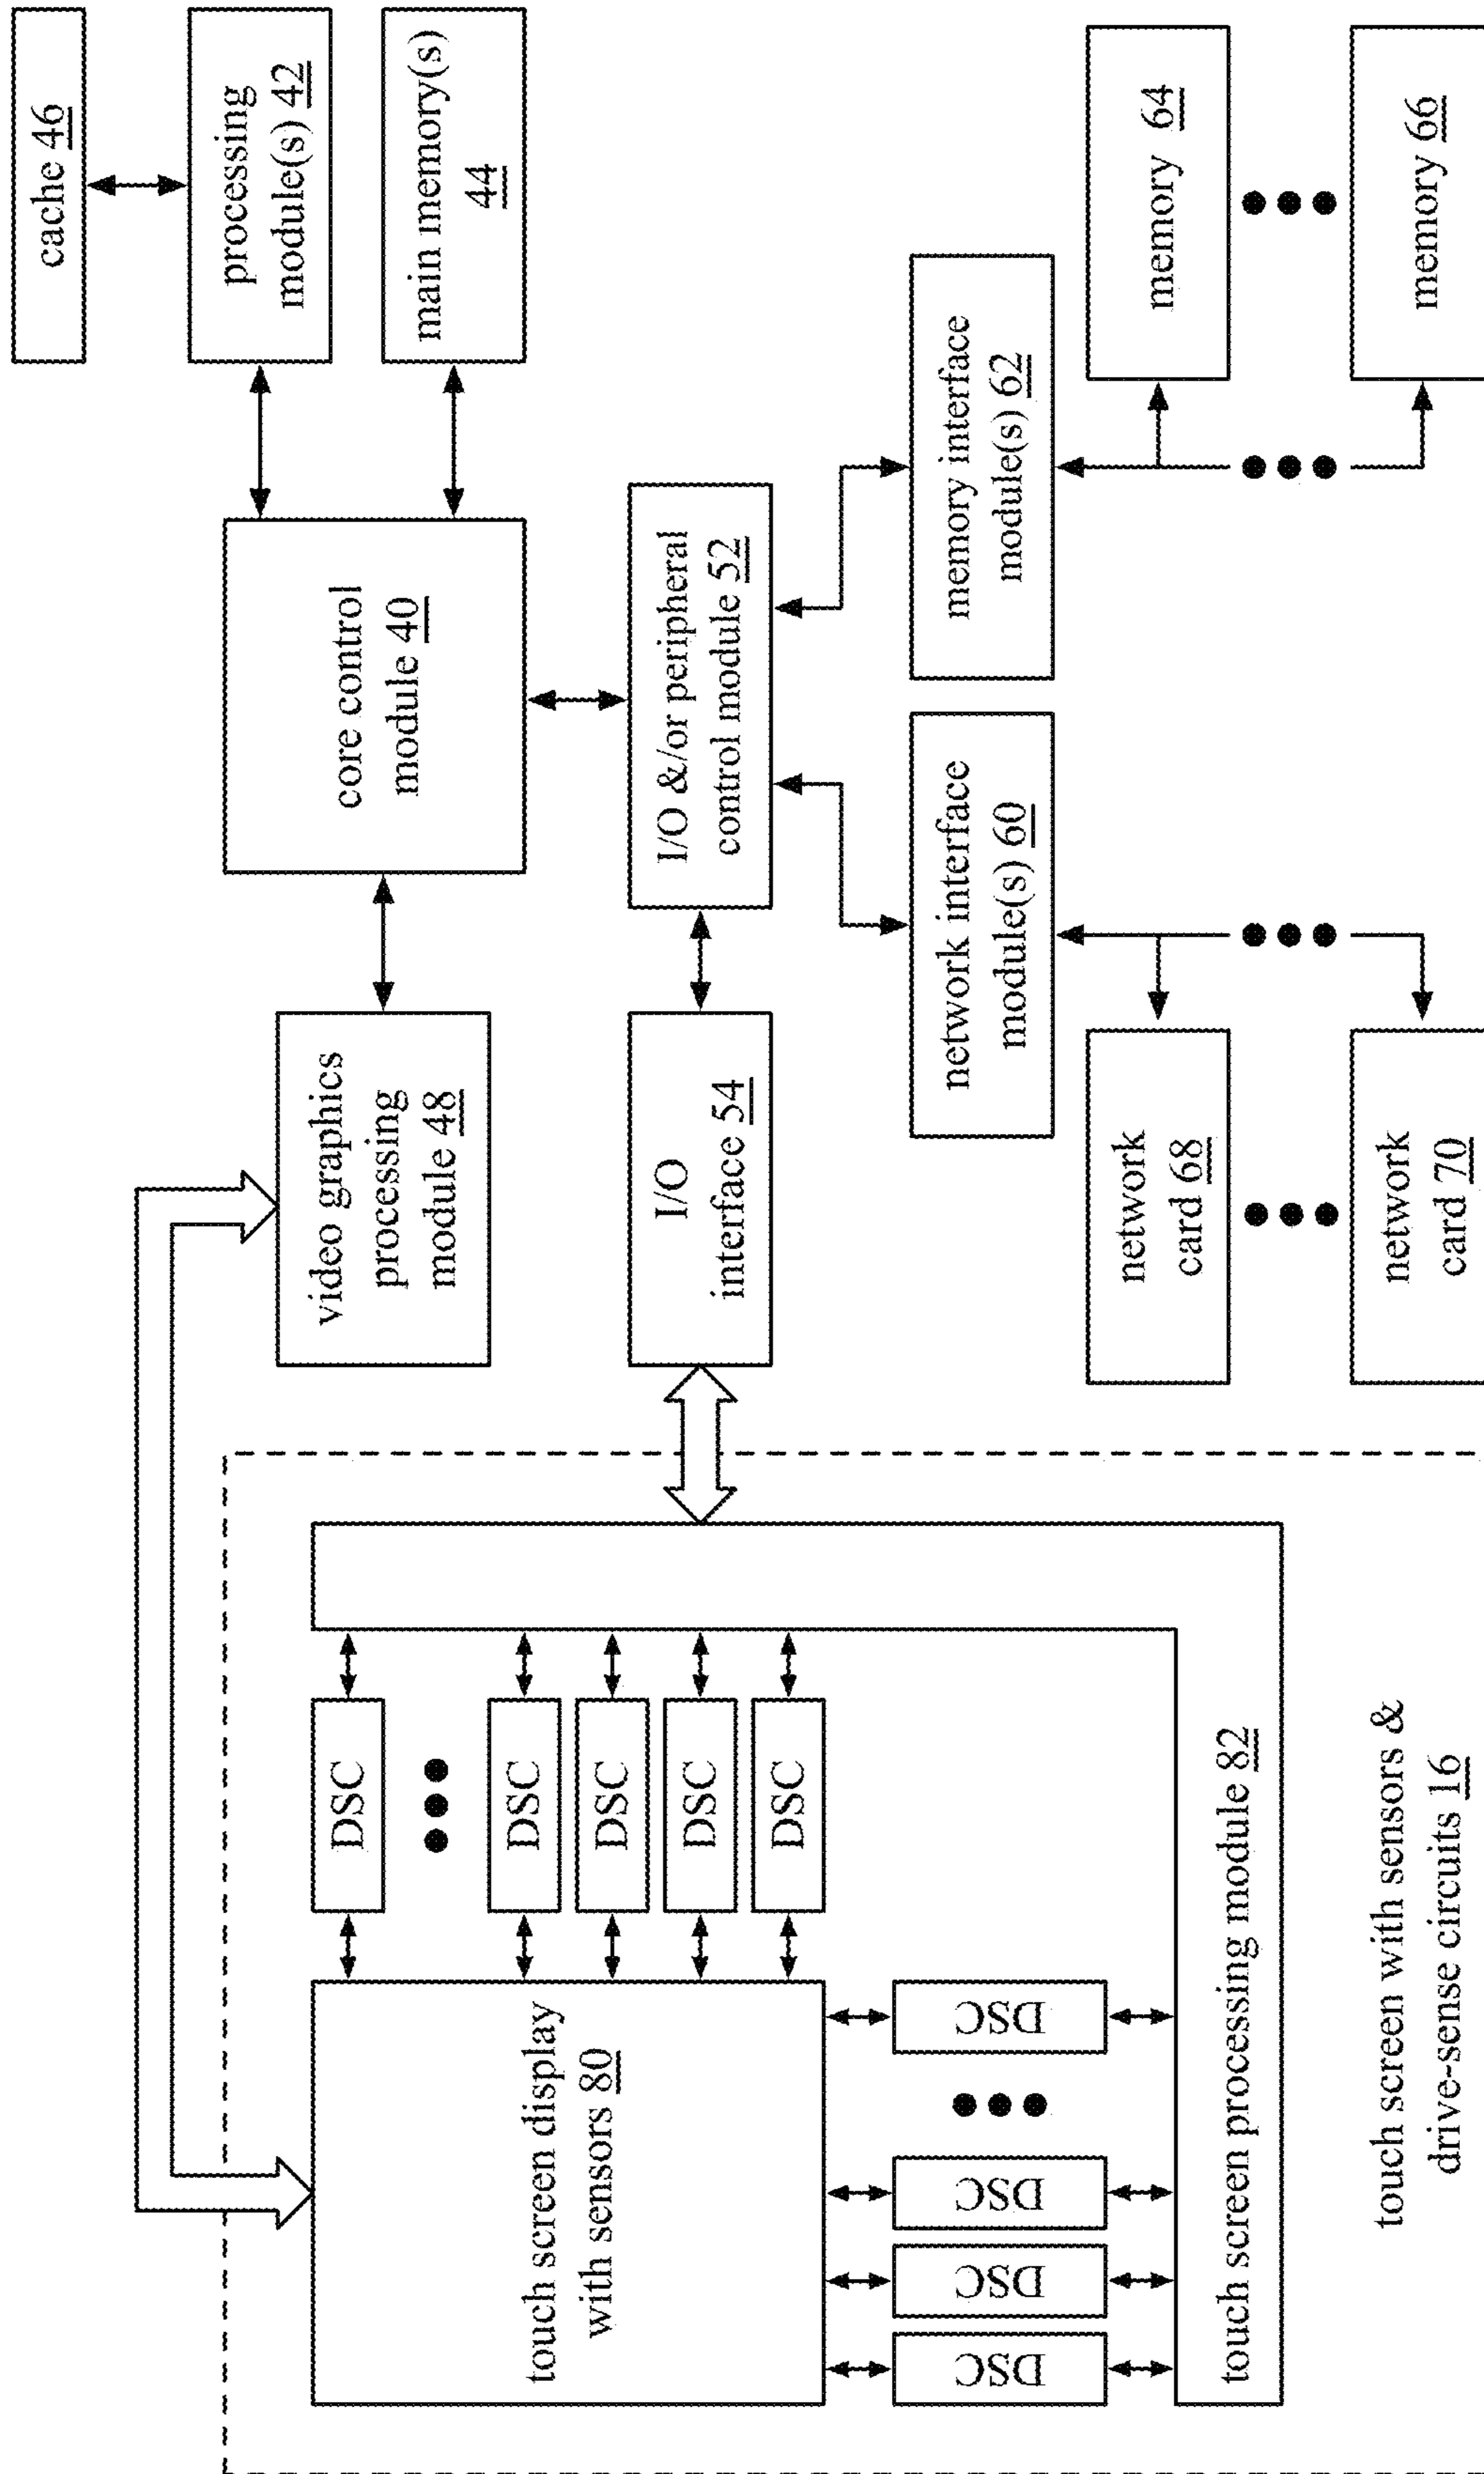 cache 46
processing
module(s) 42
main memory(s)
44
core control
module 40
video graphics
processing
module 48
I/O &/or peripheral
control module 52
I/O
interface 54
memory interface
module(s) 62
network interface
module(s) 60
memory 64
memory 66
network
card 68
network
card 70
touch screen display
with sensors 80
DSC
DSC
DSC
DSC
DSC
DSC
DSC
DSC
DSC
touch screen processing module 82
touch screen with sensors &
drive-sense circuits 16